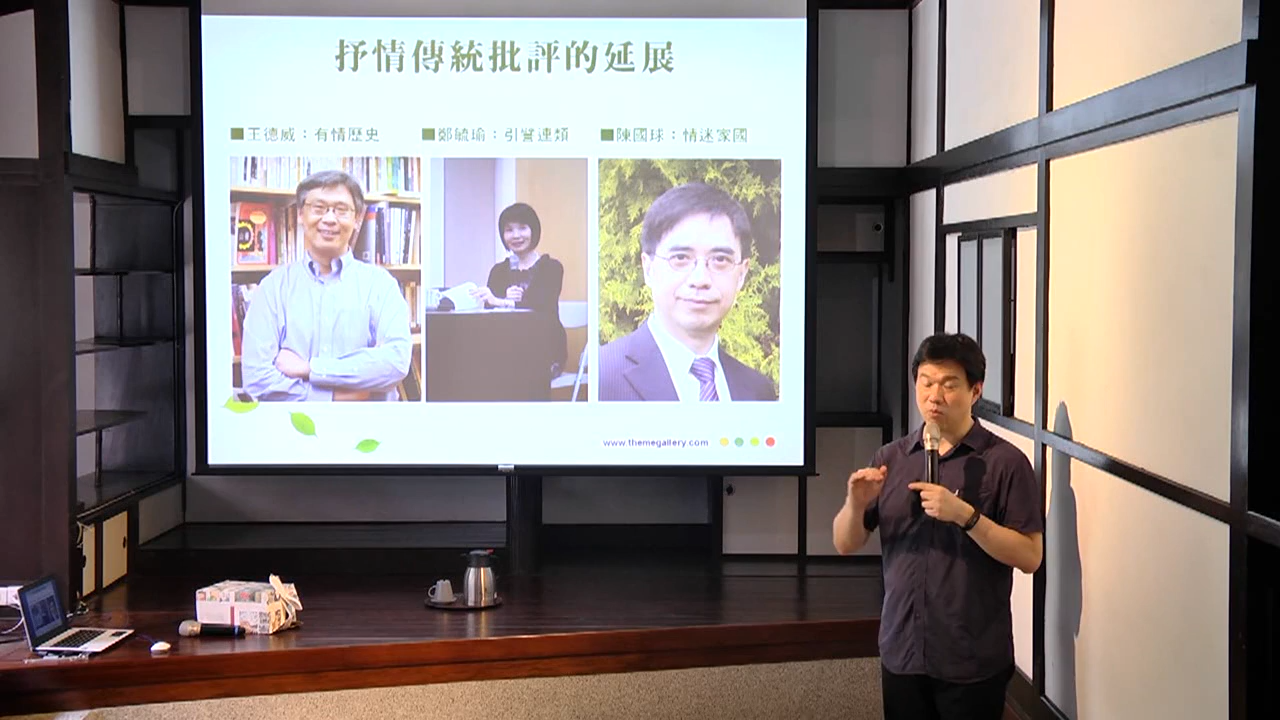 抒情傳統批評的延展
王德威：有情歷史
鄭毓瑜：引譬連類
陳國球：情迷家國
www.themegallery.com